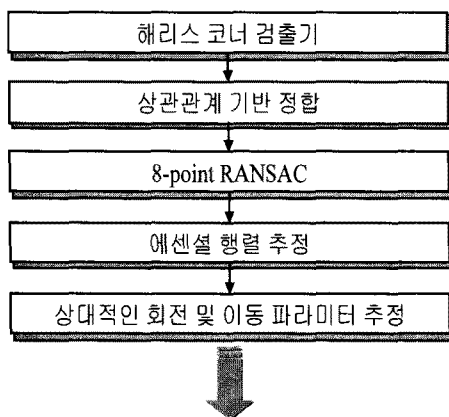 해리스 코너 검출기
상관관계 기반 정합
8-point RANSAC
에센셜 행렬 추정
상대적인 회전 및 이동 파라미터 추정